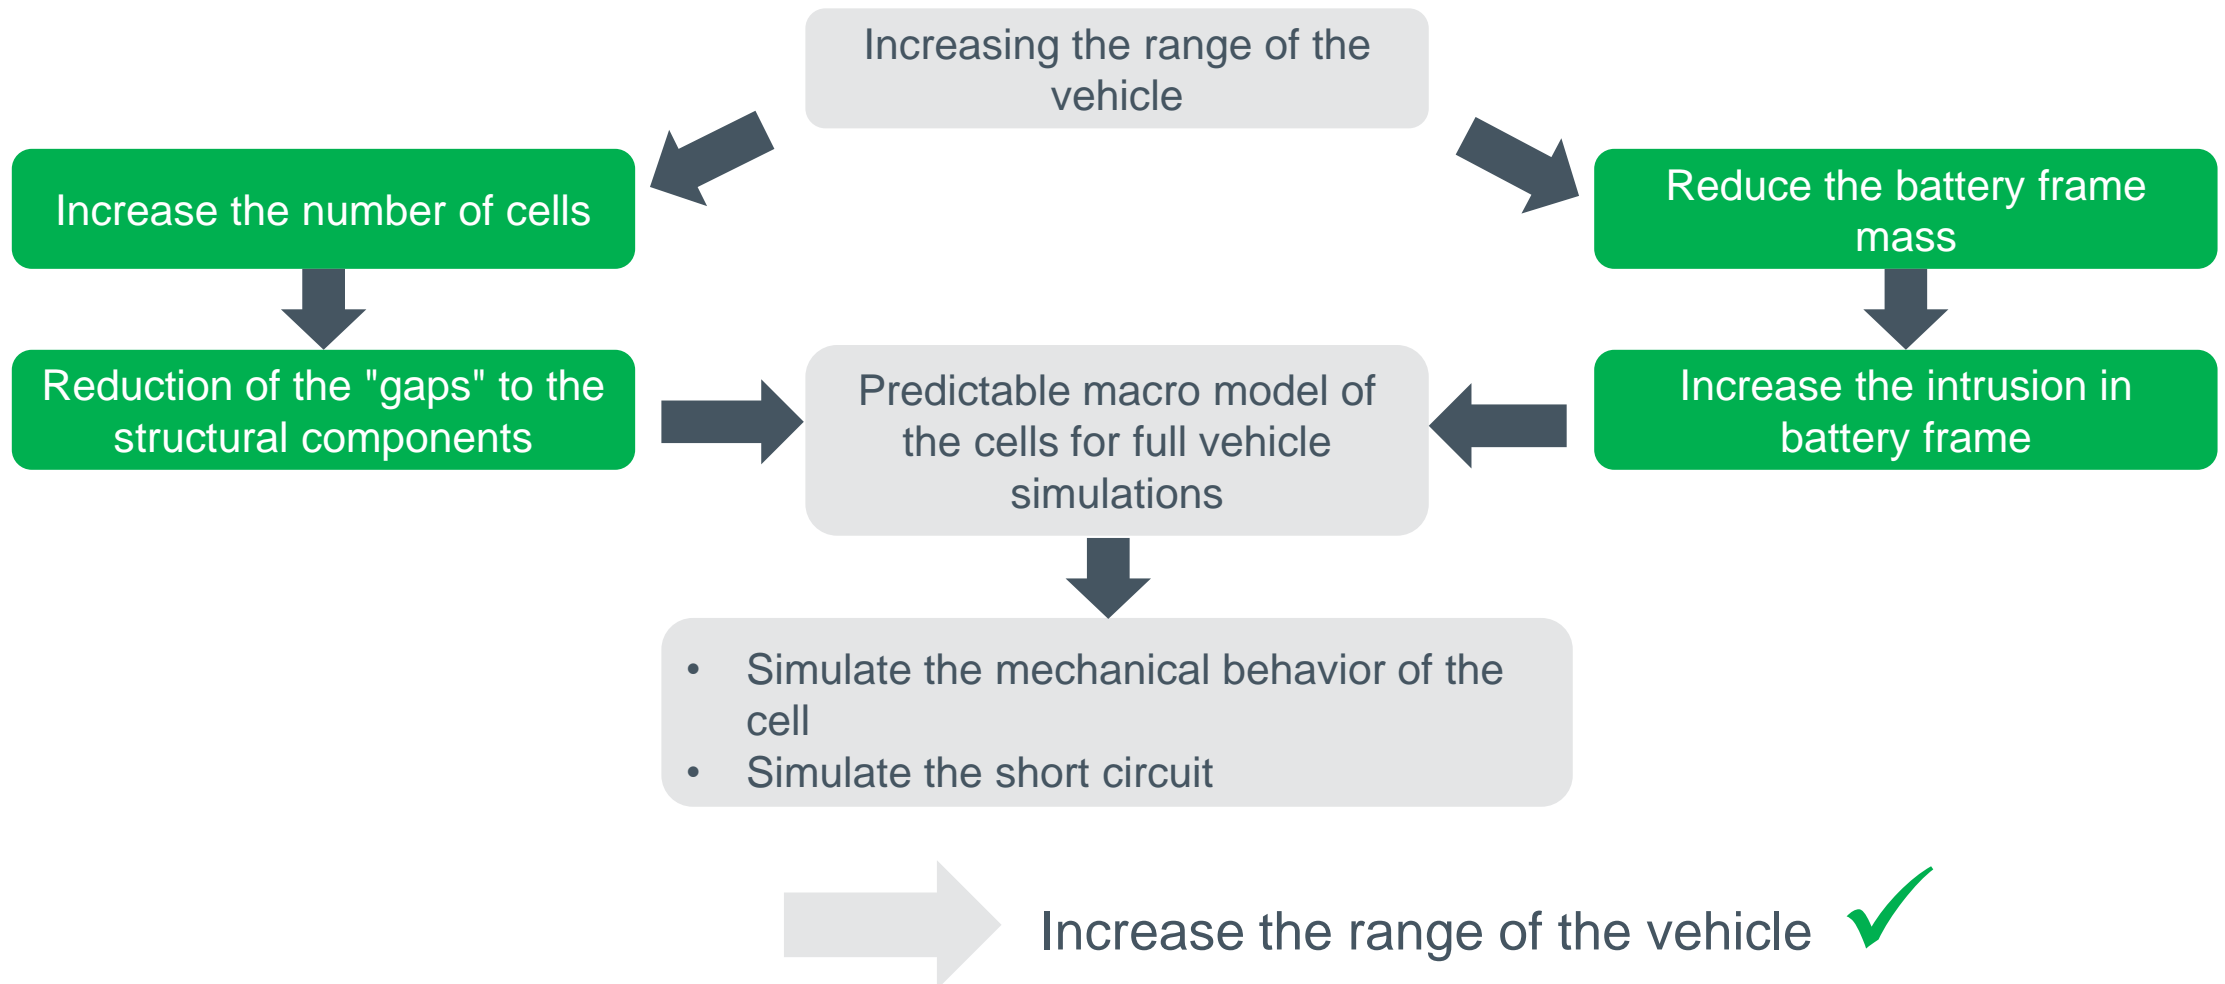 Increasing the range of the
vehicle
Increase the number of cells
Reduce the battery frame
mass
Reduction of the "gaps" to the
structural components
Predictable macro model of
the cells for full vehicle
simulations
Increase the intrusion in
battery frame
• Simulate the mechanical behavior of the
cell
• Simulate the short circuit
Increase the range of the vehicle